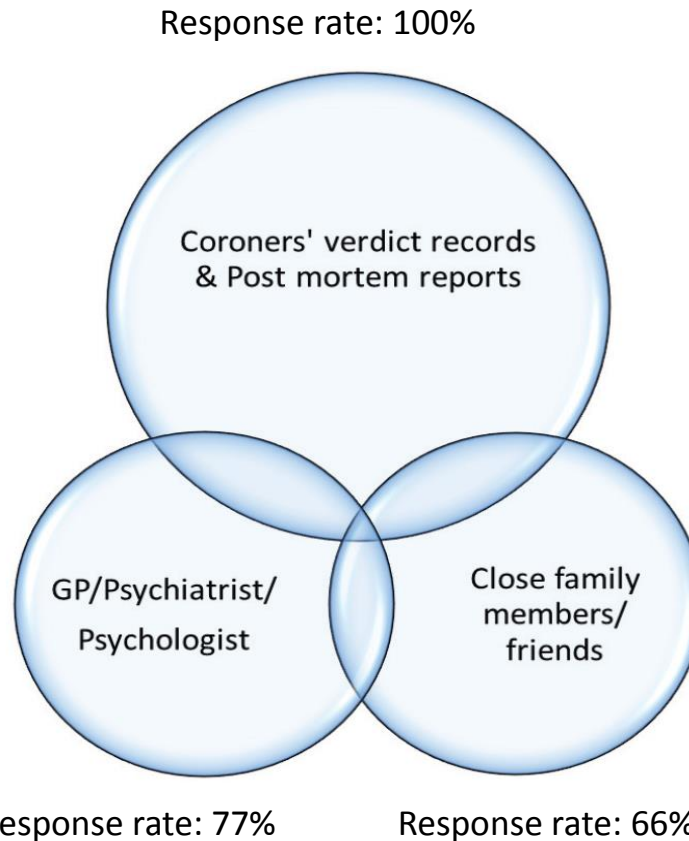 Response rate: 100%
Coroners' verdict records
& Post mortem reports
GP/Psychiatrist/
Psychologist
Close family
members/
friends
esponse rate: 77%
Response rate: 66%